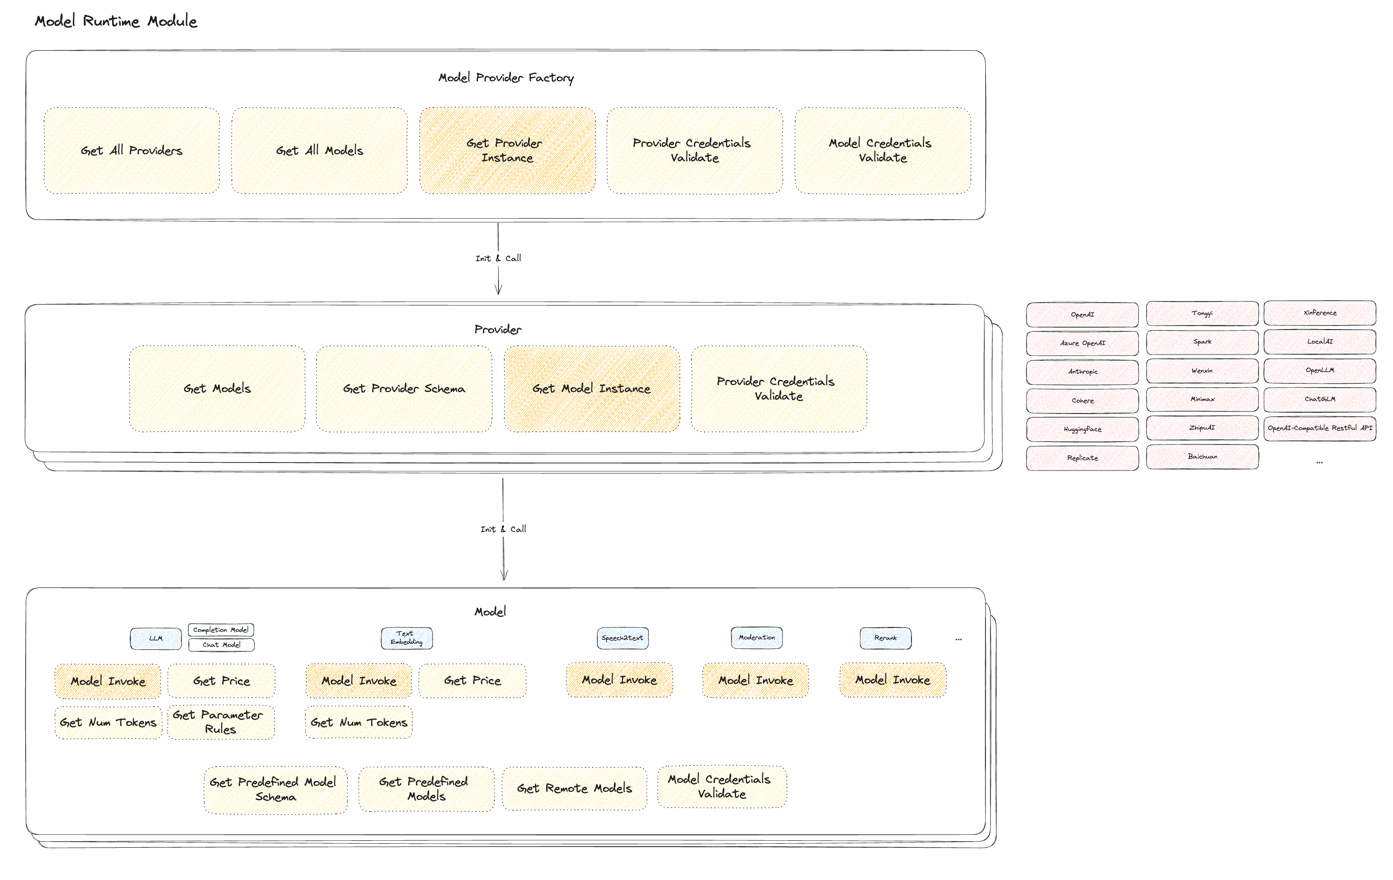 Model Runtime Module
Model Provider Factory
Get All Providers
Get All Models
Get Provider
Instance
Provider Credentials
Validate
Model Credentials
Validate
Init & Call
Provider
Get Models
Get Provider Schema
Get Model Instance
Provider Credentials
Validate
OpenAI
Tongyi
Xinference
Azure OpenAI
Spark
LocalAI
Anthropic
Wenxin
OpenLLM
Cohere
Minimax
ChatGLM
Huggingface
ZhipuAI
OpenAI-Compatible Restful API
Replicate
Baichuan
...
Init & Call
Model
LLM
Completion Model
Chat Model
Text
Embedding
Speech2text
Moderation
Rerank
...
Model Invoke
Get Price
Model Invoke
Get Price
Model Invoke
Model Invoke
Model Invoke
Get Num Tokens
Get Parameter
Rules
Get Num Tokens
Get Predefined Model
Schema
Get Predefined
Models
Get Remote Models
Model Credentials
Validate